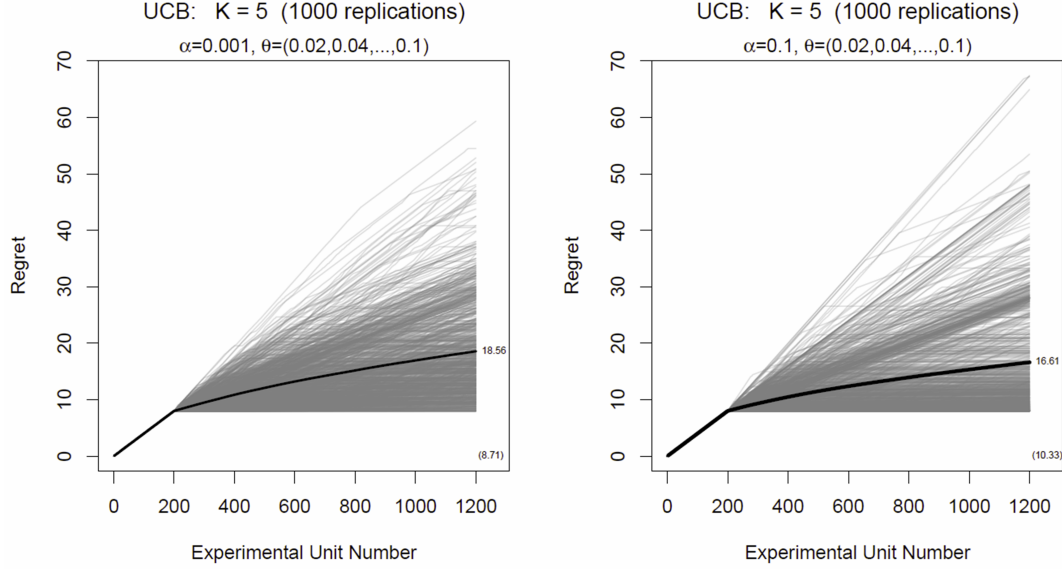 UCB: K = 5 (1000 replications)
α=0.001, θ=(0.02,0.04,...,0.1)
70
60
50
40
30
20
10
0
Regret
18.56
(8.71)
0 200 400 600 800 1000 1200
Experimental Unit Number
UCB: K = 5 (1000 replications)
α=0.1, θ=(0.02,0.04,...,0.1)
70
60
50
40
30
20
10
0
Regret
16.61
(10.33)
0 200 400 600 800 1000 1200
Experimental Unit Number